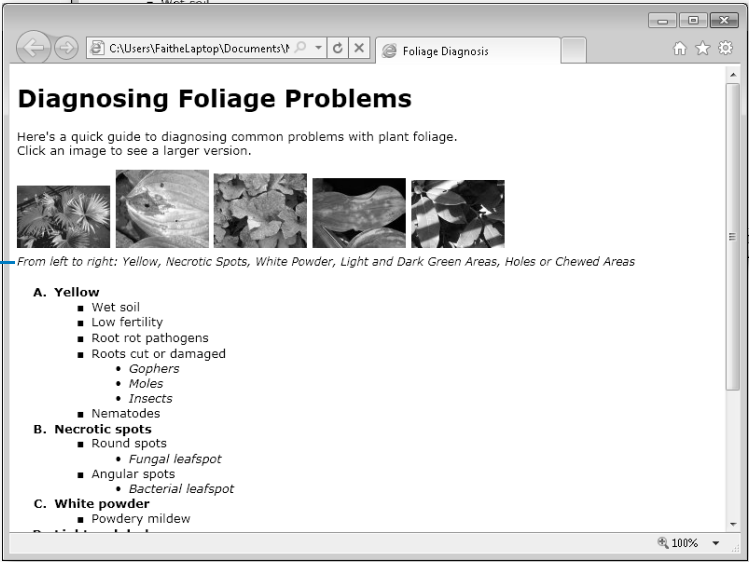 Wet soil
C:\Users\FaitheLaptop\Documents\
Foliage Diagnosis
Diagnosing Foliage Problems
Here's a quick guide to diagnosing common problems with plant foliage.
Click an image to see a larger version.
From left to right: Yellow, Necrotic Spots, White Powder, Light and Dark Green Areas, Holes or Chewed Areas
A. Yellow
Wet soil
Low fertility
Root rot pathogens
Roots cut or damaged
Gophers
Moles
Insects
Nematodes
B. Necrotic spots
Round spots
Fungal leafspot
Angular spots
Bacterial leafspot
C. White powder
Powdery mildew
100%